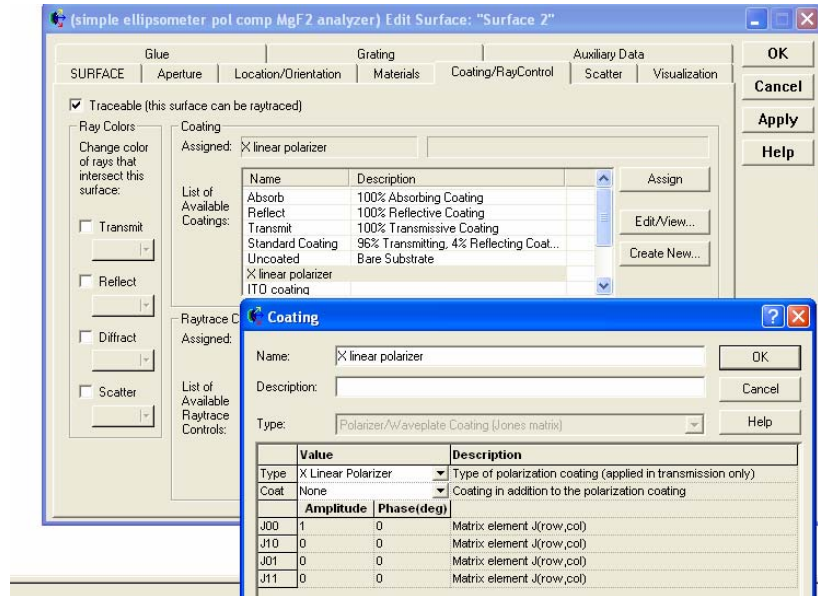 (simple ellipsometer pol comp MgF2 analyzer) Edit Surface: "Surface 2"
Glue Grating Auxiliary Data
SURFACE Aperture Location/Orientation Materials Coating/RayControl Scatter Visualization
OK
Cancel
Apply
Help
Traceable (this surface can be raytraced)
Ray Colors
Change color
of rays that
intersect this
surface:
Transmit
Reflect
Diffract
Scatter
Coating
Assigned: X linear polarizer
List of
Available
Coatings:
Name Description
Absorb 100% Absorbing Coating
Reflect 100% Reflective Coating
Transmit 100% Transmissive Coating
Standard Coating 96% Transmitting, 4% Reflecting Coat...
Uncoated Bare Substrate
X linear polarizer
ITO coating
Assign
Edit/View...
Create New...
Raytrace C
Assigned:
List of
Available
Raytrace
Controls:
Coating
Name: X linear polarizer
Description:
Type: Polarizer/Waveplate Coating (Jones matrix)
OK
Cancel
Help
Value Description
Type X Linear Polarizer Type of polarization coating (applied in transmission only)
Coat None Coating in addition to the polarization coating
Amplitude Phase(deg)
J00 1 0 Matrix element J(row,col)
J10 0 0 Matrix element J(row,col)
J01 0 0 Matrix element J(row,col)
J11 0 0 Matrix element J(row,col)